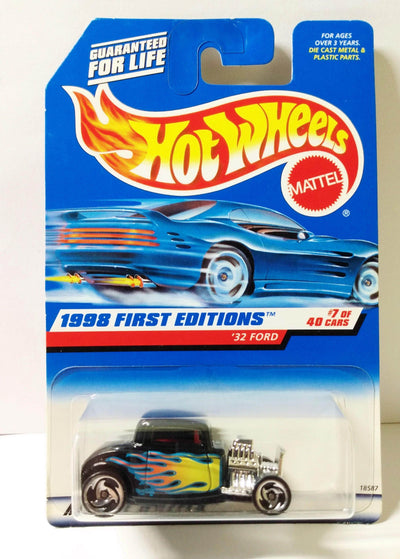 GUARANTEED
FOR LIFE
FOR AGES
OVER 3 YEARS.
DIE CAST METAL &
PLASTIC PARTS.
HOT WHEELS
MATTEL
®
1998 FIRST EDITIONS™
#7 OF
40 CARS
'32 FORD
18587